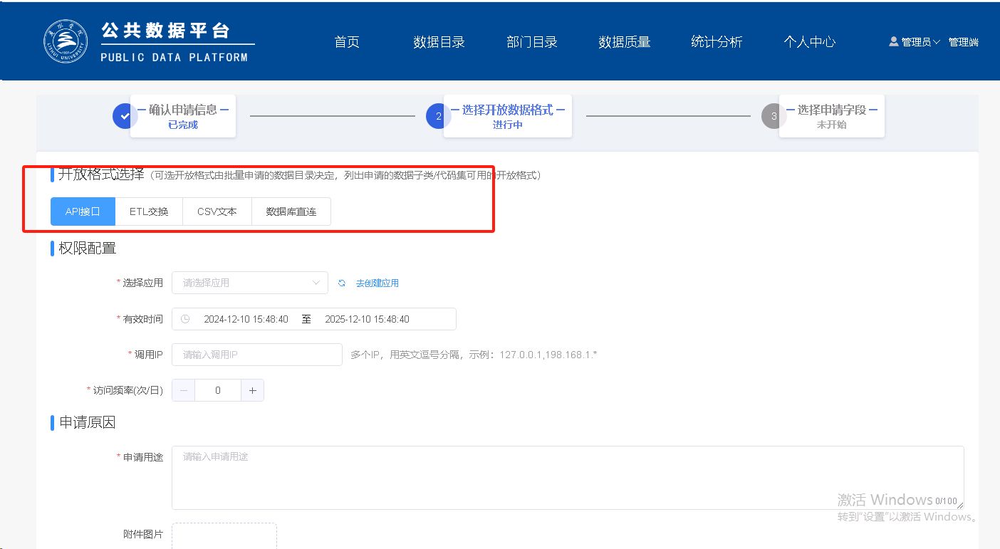 公共数据平台
PUBLIC DATA PLATFORM
首页 数据目录 部门目录 数据质量 统计分析 个人中心 管理员 管理端
确认申请信息
已完成
2 选择开放数据格式
进行中
3 选择申请字段
未开始
开放格式选择 (可选开放格式由批量申请的数据目录决定，列出申请的数据子类/代码集可用的开放格式)
API接口 ETL交换 CSV文本 数据库直连
权限配置
* 选择应用 请选择应用 去创建应用
* 有效时间 2024-12-10 15:48:40 至 2025-12-10 15:48:40
* 调用IP 请输入调用IP 多个IP，用英文逗号分隔，示例：127.0.0.1,198.168.1.*
* 访问频率(次/日) − 0 +
申请原因
* 申请用途 请输入申请用途
激活 Windows 0/100
转到"设置"以激活 Windows。
附件图片